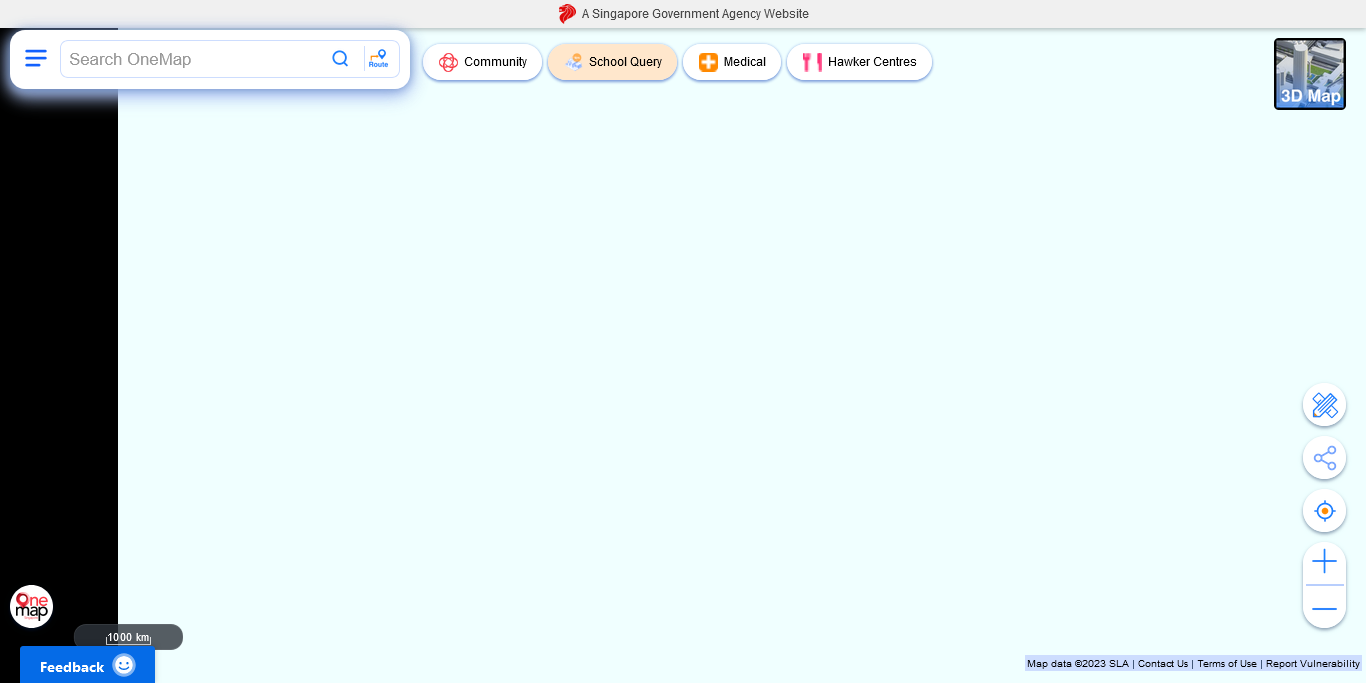 A Singapore Government Agency Website
Search OneMap
Route
Community
School Query
Medical
Hawker Centres
3D Map
One
map
1000 km
Feedback
Map data ©2023 SLA | Contact Us | Terms of Use | Report Vulnerability